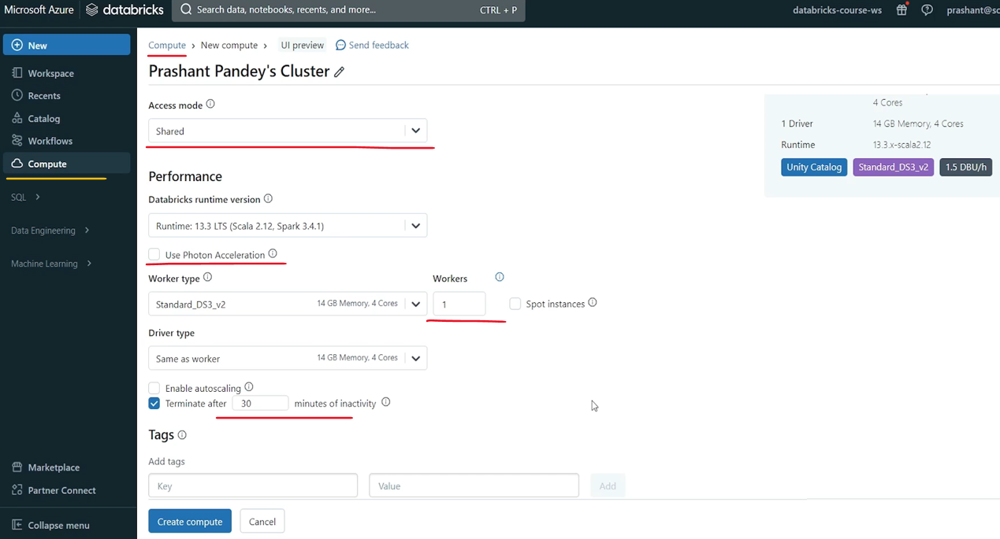 Microsoft Azure databricks Search data, notebooks, recents, and more... CTRL + P databricks-course-ws prashant@sc
New
Workspace
Recents
Catalog
Workflows
Compute
SQL
Data Engineering
Machine Learning
Marketplace
Partner Connect
Collapse menu
Compute > New compute > UI preview Send feedback
Prashant Pandey's Cluster
Access mode
Shared
Performance
Databricks runtime version
Runtime: 13.3 LTS (Scala 2.12, Spark 3.4.1)
Use Photon Acceleration
Worker type Workers
Standard_DS3_v2 14 GB Memory, 4 Cores 1 Spot instances
Driver type
Same as worker 14 GB Memory, 4 Cores
Enable autoscaling
Terminate after 30 minutes of inactivity
Tags
Add tags
Key Value Add
Create compute Cancel
4 Cores
1 Driver 14 GB Memory, 4 Cores
Runtime 13.3.x-scala2.12
Unity Catalog Standard_DS3_v2 1.5 DBU/h